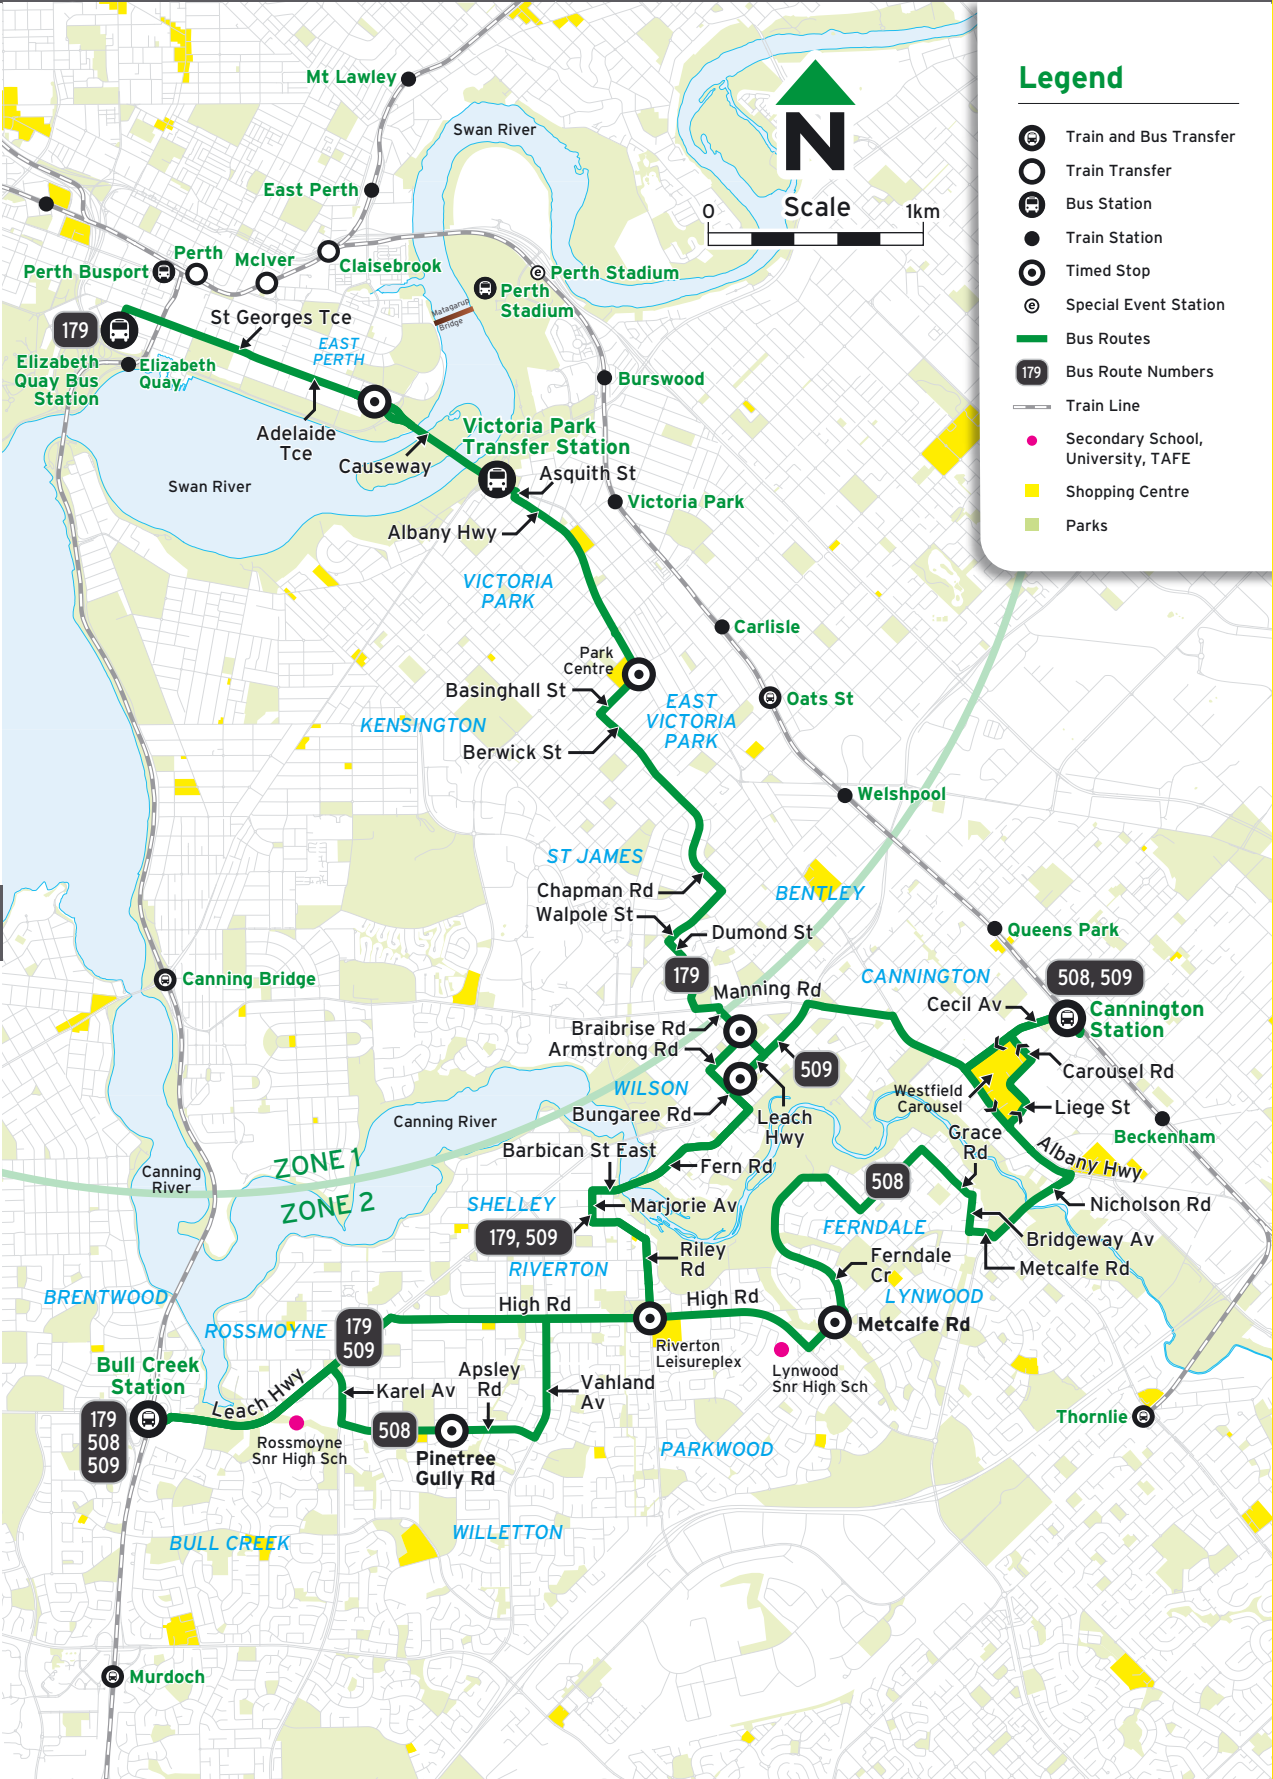 Legend
Train and Bus Transfer
Train Transfer
Bus Station
Train Station
Timed Stop
e
Special Event Station
Bus Routes
179
Bus Route Numbers
Train Line
Secondary School,
University, TAFE
Shopping Centre
Parks
N
0
Scale
1km
Mt Lawley
Swan River
East Perth
Perth
McIver
Claisebrook
Perth Busport
e
Perth Stadium
Perth
Stadium
Matagarup
Bridge
179
St Georges Tce
EAST
PERTH
Elizabeth
Quay Bus
Station
Elizabeth
Quay
Burswood
Adelaide
Tce
Causeway
Victoria Park
Transfer Station
Asquith St
Swan River
Victoria Park
Albany Hwy
VICTORIA
PARK
Carlisle
Park
Centre
Basinghall St
EAST
VICTORIA
PARK
Oats St
KENSINGTON
Berwick St
Welshpool
ST JAMES
Chapman Rd
BENTLEY
Walpole St
Dumond St
Queens Park
179
Manning Rd
CANNINGTON
508, 509
Canning Bridge
Cecil Av
Cannington
Station
Braibrise Rd
Armstrong Rd
509
Carousel Rd
WILSON
Westfield
Carousel
Bungaree Rd
Leach
Hwy
Liege St
Canning River
Grace
Rd
Beckenham
Barbican St East
Albany Hwy
ZONE 1
Fern Rd
Canning
River
508
ZONE 2
SHELLEY
Marjorie Av
Nicholson Rd
179, 509
FERNDALE
Bridgeway Av
Riley
Rd
Ferndale
Cr
Metcalfe Rd
RIVERTON
BRENTWOOD
High Rd
High Rd
LYNWOOD
ROSSMOYNE
179
509
Metcalfe Rd
Riverton
Leisureplex
Bull Creek
Station
Apsley
Rd
Lynwood
Snr High Sch
Leach Hwy
Karel Av
Vahland
Av
179
508
509
508
Thornlie
Rossmoyne
Snr High Sch
Pinetree
Gully Rd
PARKWOOD
WILLETTON
BULL CREEK
Murdoch